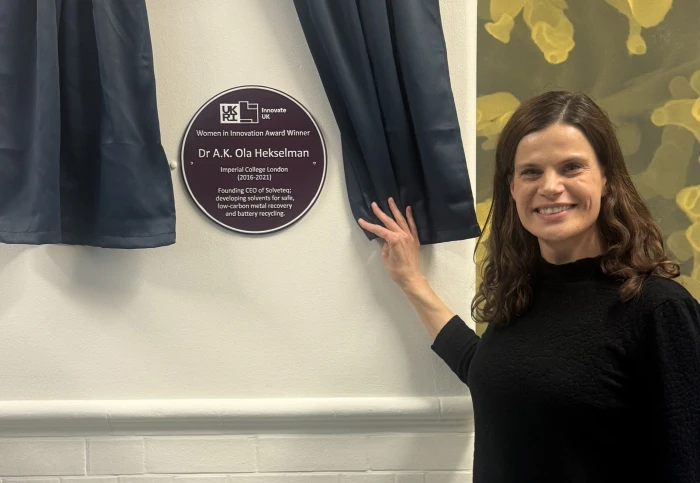 UK
RI
Innovate
UK
Women in Innovation Award Winner
Dr A.K. Ola Hekselman
Imperial College London
(2016-2021)
Founding CEO of Solveteq;
developing solvents for safe,
low-carbon metal recovery
and battery recycling.